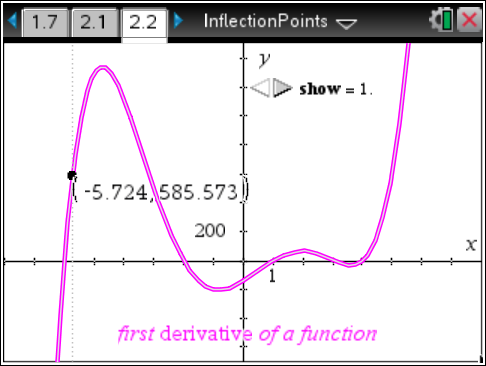 1.7 2.1 2.2 InflectionPoints
y
show = 1.
( -5.724, 585.573 )
200
x
1
first derivative of a function